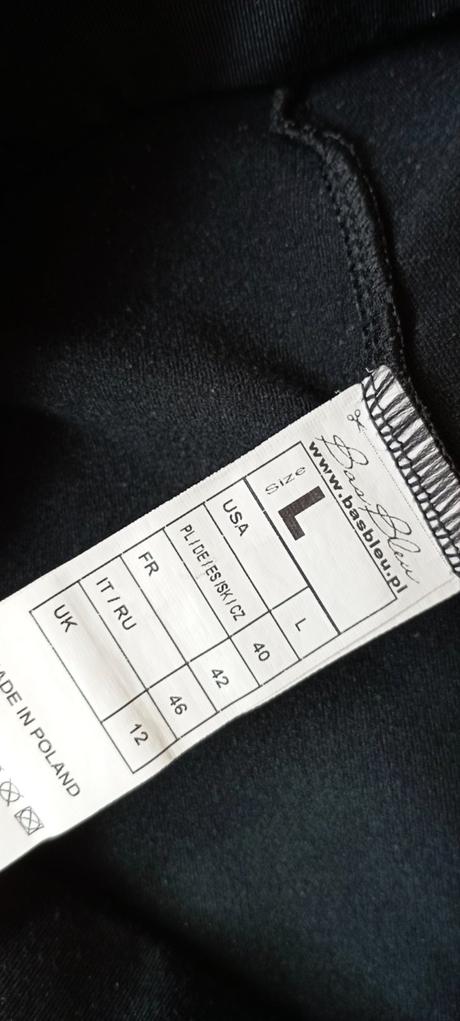 Bas Bleu
www.basbleu.pl
Size
L
USA L
PL/DE/ES/SK/CZ 40
FR 42
IT / RU 46
UK 12
ADE IN POLAND